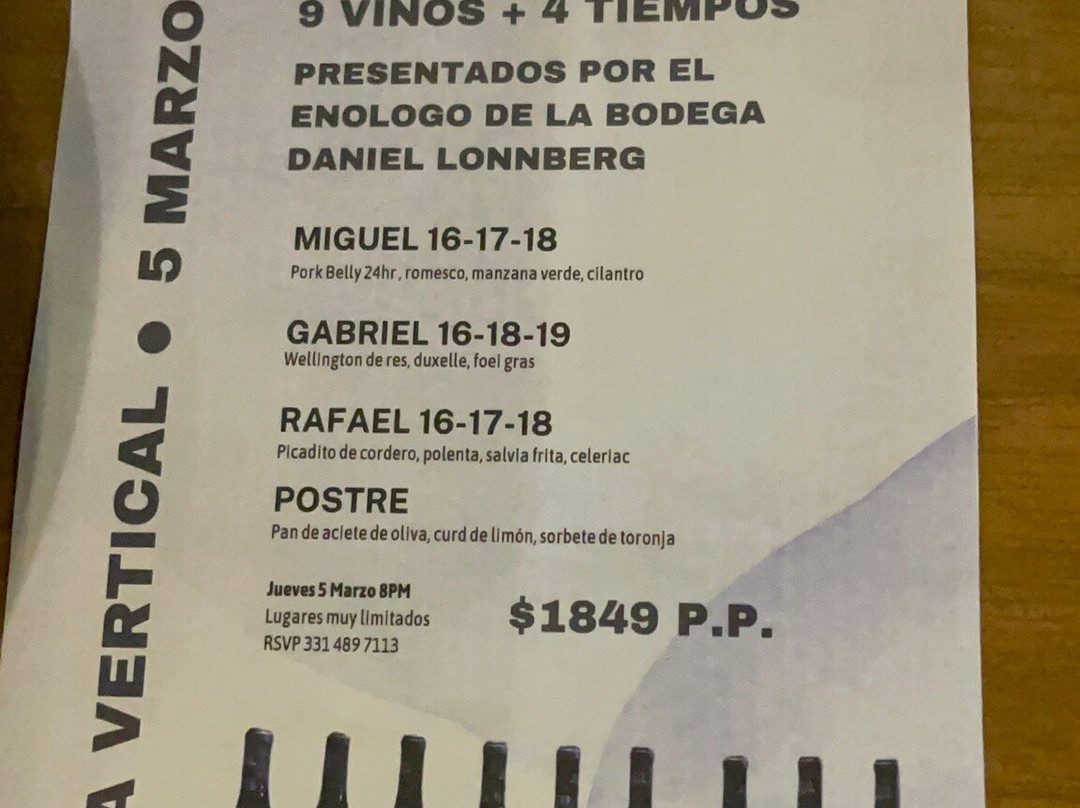 9 VINOS + 4 TIEMPOS
PRESENTADOS POR EL
ENOLOGO DE LA BODEGA
DANIEL LONNBERG
MIGUEL 16-17-18
Pork Belly 24hr, romesco, manzana verde, cilantro
GABRIEL 16-18-19
Wellington de res, duxelle, foei gras
RAFAEL 16-17-18
Picadito de cordero, polenta, salvia frita, celeriac
POSTRE
Pan de aciete de oliva, curd de limón, sorbete de toronja
Jueves 5 Marzo 8PM
Lugares muy limitados
RSVP 331 489 7113
$1849 P.P.
A VERTICAL • 5 MARZO